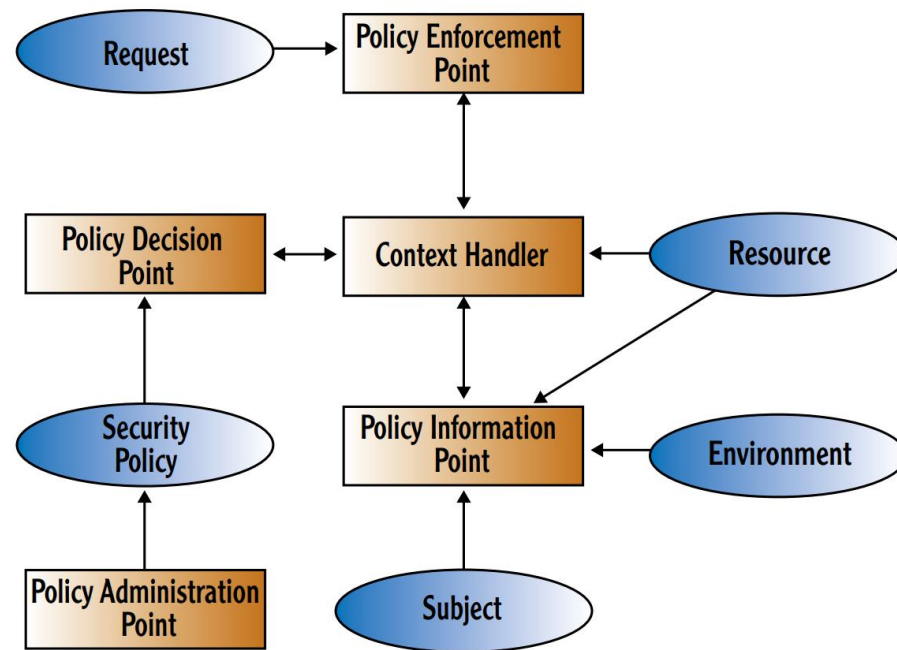 Request
Policy Enforcement
Point
Policy Decision
Point
Context Handler
Resource
Security
Policy
Policy Information
Point
Environment
Policy Administration
Point
Subject